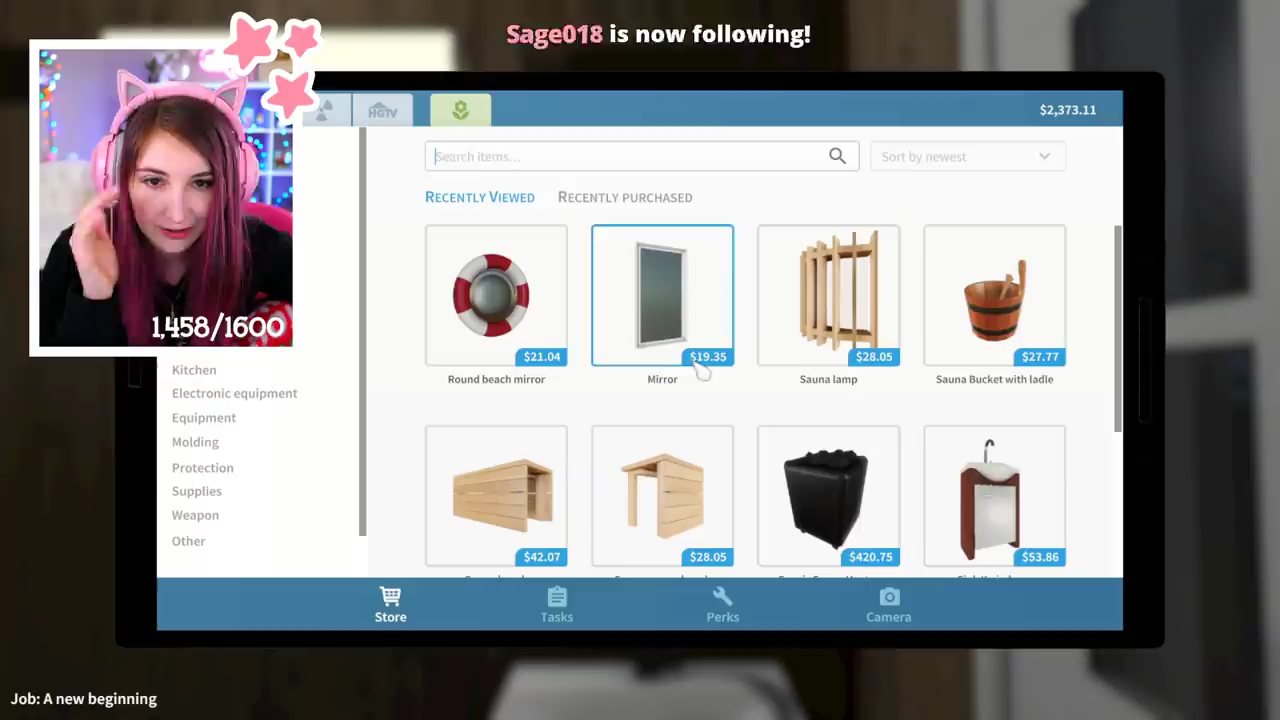 Sage018 is now following!
HGTV
$2,373.11
1,458/1600
Search items...
Sort by newest
RECENTLY VIEWED
RECENTLY PURCHASED
$21.04
$19.35
$28.05
$27.77
Round beach mirror
Mirror
Sauna lamp
Sauna Bucket with ladle
Kitchen
Electronic equipment
Equipment
Molding
Protection
Supplies
Weapon
Other
$42.07
$28.05
$420.75
$53.86
Store
Tasks
Perks
Camera
Job: A new beginning